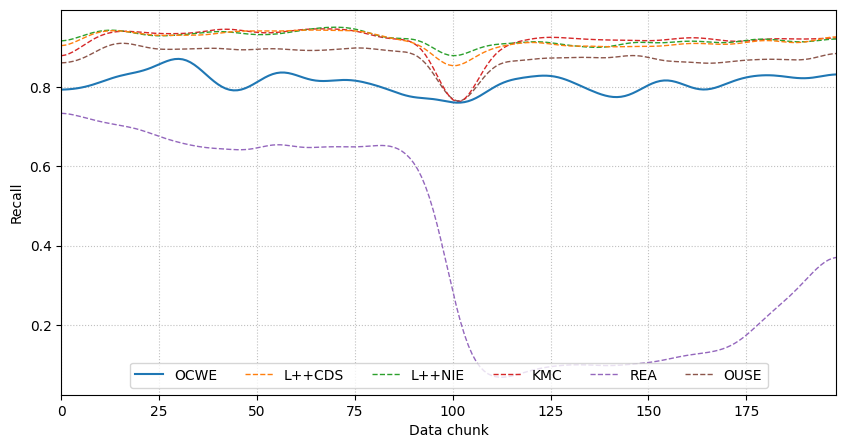 0.8
0.6
0.4
0.2
Recall
OCWE L++CDS L++NIE KMC REA OUSE
0 25 50 75 100 125 150 175
Data chunk